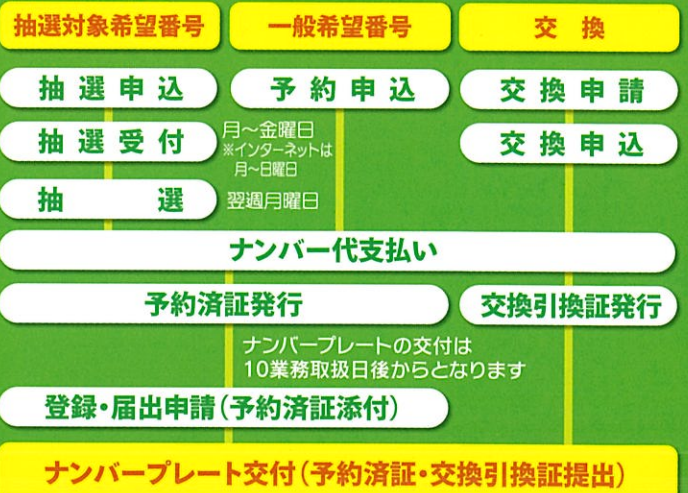 抽選対象希望番号
一般希望番号
交換
抽選申込
予約申込
交換申請
抽選受付
月～金曜日
※インターネットは
月～日曜日
交換申込
抽選
翌週月曜日
ナンバー代支払い
予約済証発行
交換引換証発行
ナンバープレートの交付は
10業務取扱日後からとなります
登録・届出申請（予約済証添付）
ナンバープレート交付（予約済証・交換引換証提出）